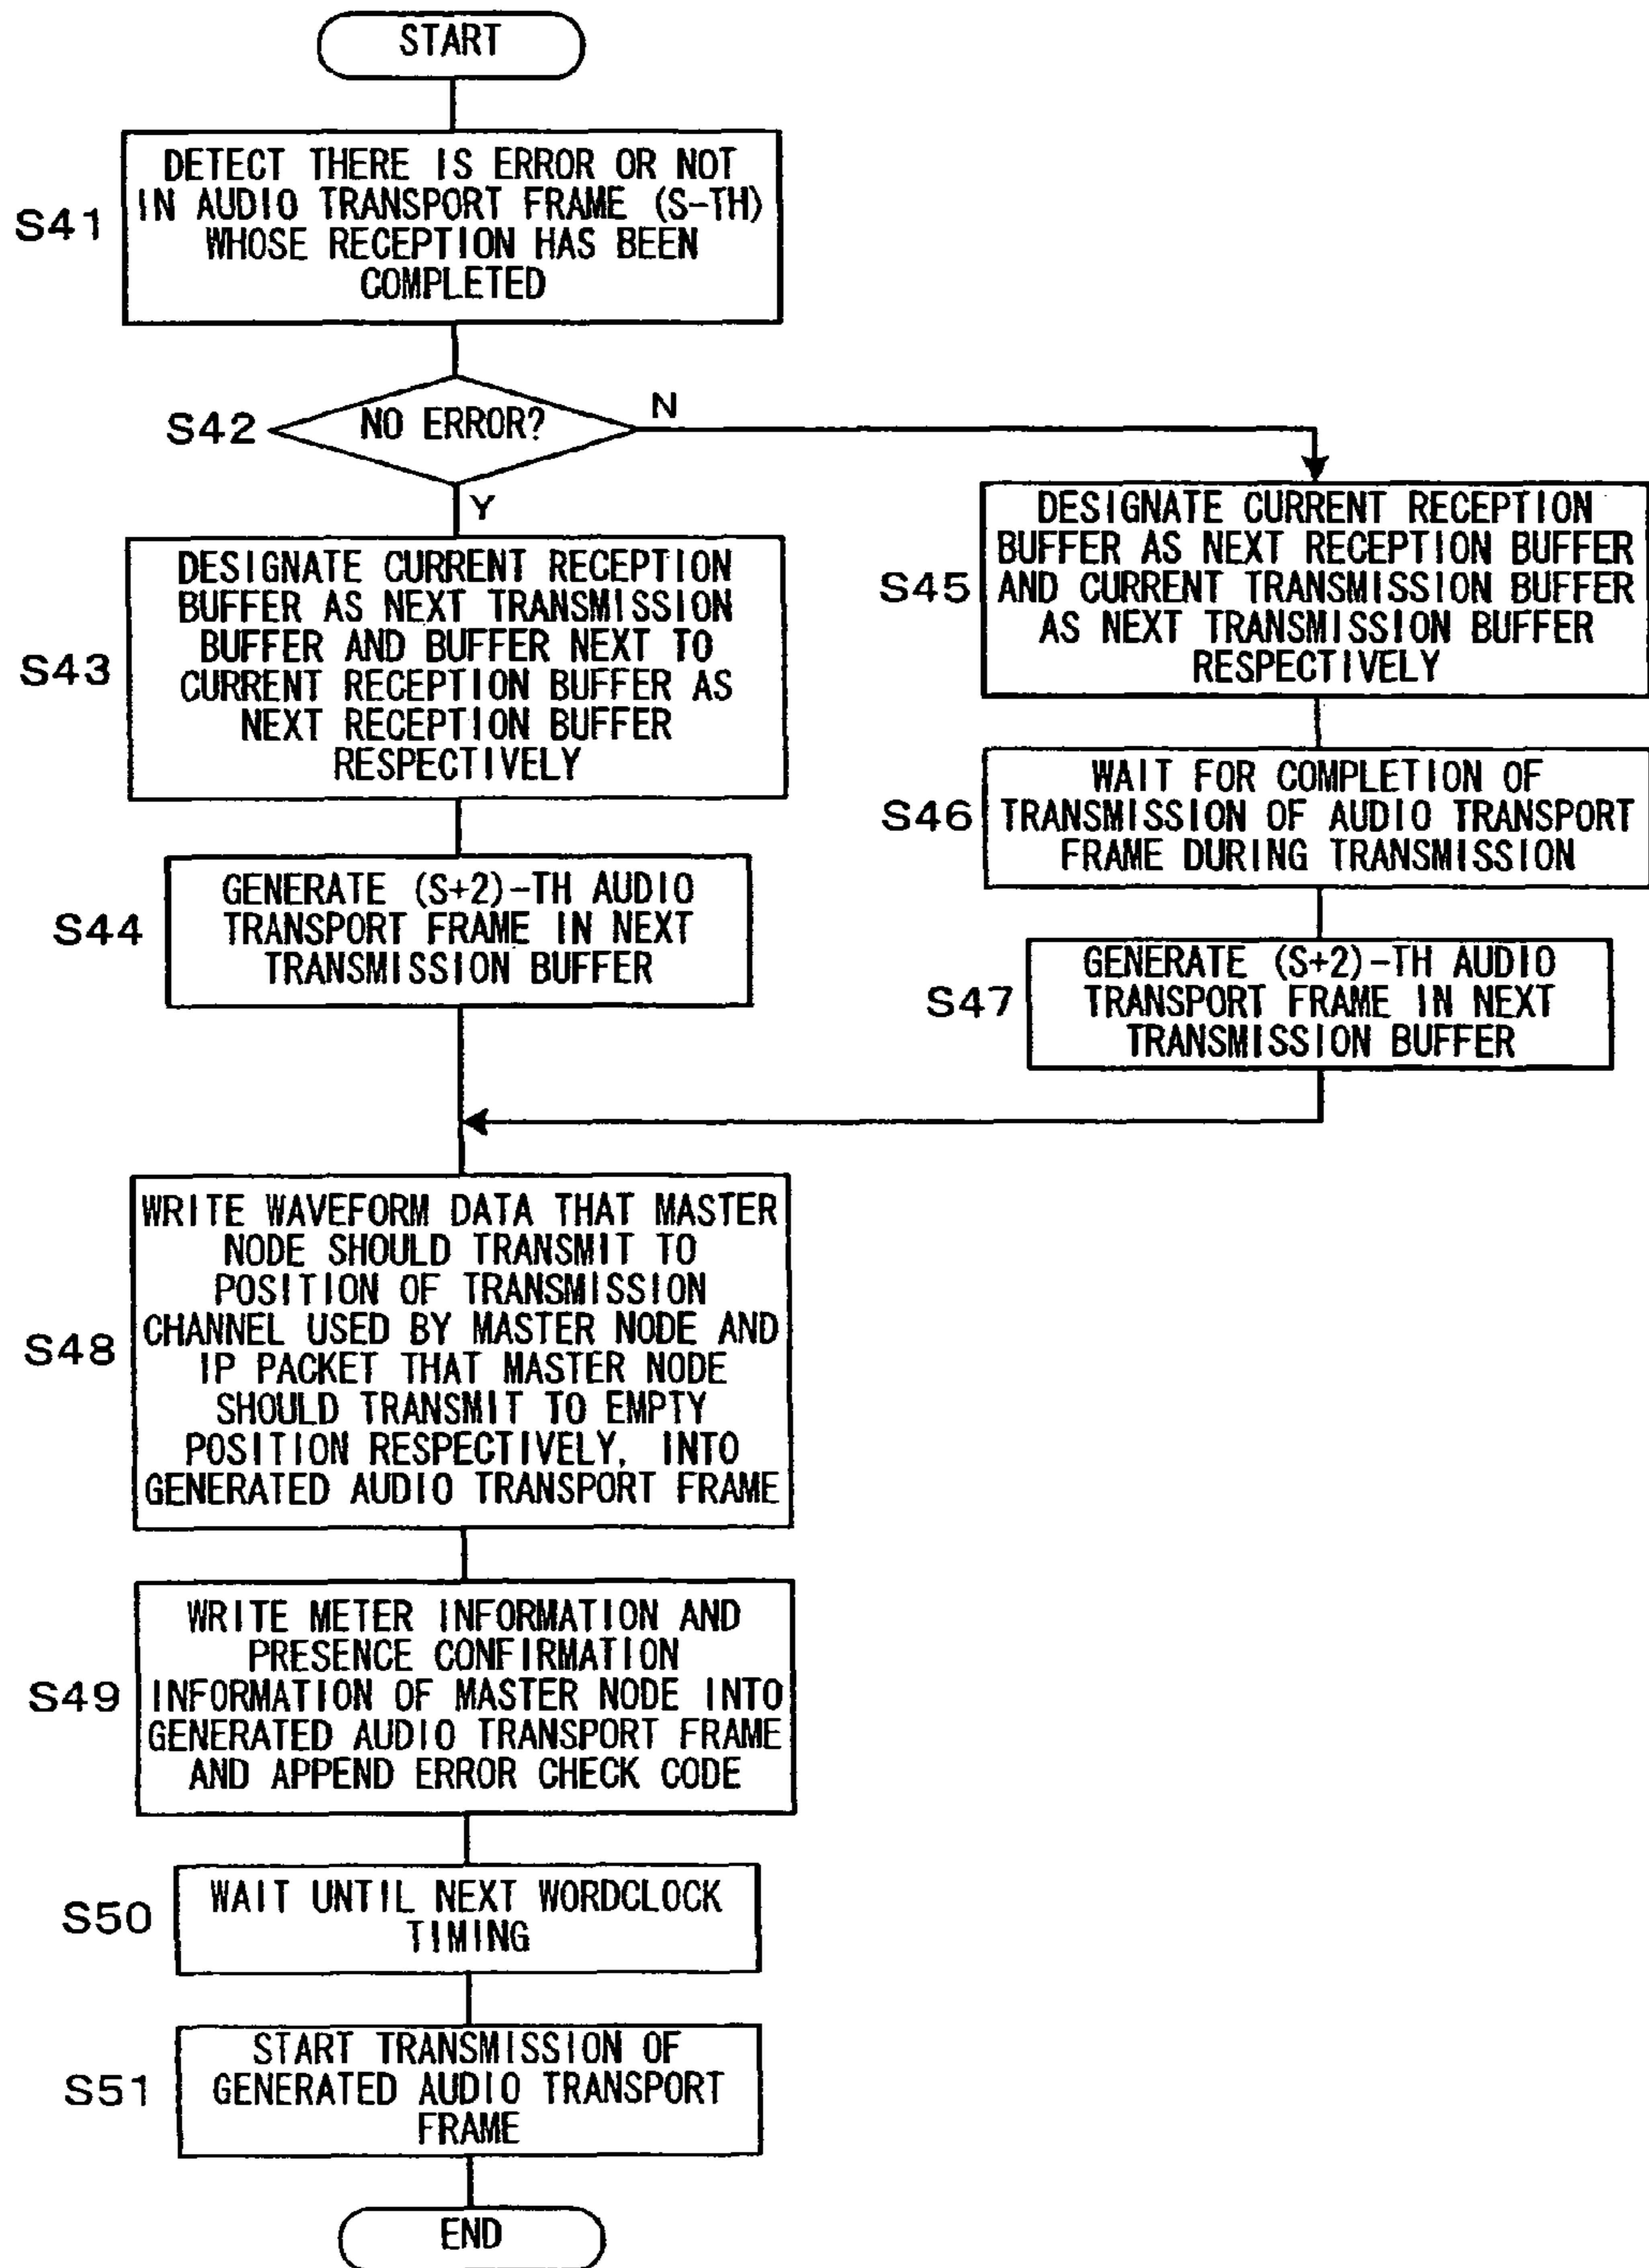 START
S41
DETECT THERE IS ERROR OR NOT
IN AUDIO TRANSPORT FRAME (S-TH)
WHOSE RECEPTION HAS BEEN
COMPLETED
S42
NO ERROR?
N
Y
S43
DESIGNATE CURRENT RECEPTION
BUFFER AS NEXT TRANSMISSION
BUFFER AND BUFFER NEXT TO
CURRENT RECEPTION BUFFER AS
NEXT RECEPTION BUFFER
RESPECTIVELY
S44
GENERATE (S+2)-TH AUDIO
TRANSPORT FRAME IN NEXT
TRANSMISSION BUFFER
S45
DESIGNATE CURRENT RECEPTION
BUFFER AS NEXT RECEPTION BUFFER
AND CURRENT TRANSMISSION BUFFER
AS NEXT TRANSMISSION BUFFER
RESPECTIVELY
S46
WAIT FOR COMPLETION OF
TRANSMISSION OF AUDIO TRANSPORT
FRAME DURING TRANSMISSION
S47
GENERATE (S+2)-TH AUDIO
TRANSPORT FRAME IN NEXT
TRANSMISSION BUFFER
S48
WRITE WAVEFORM DATA THAT MASTER
NODE SHOULD TRANSMIT TO
POSITION OF TRANSMISSION
CHANNEL USED BY MASTER NODE AND
IP PACKET THAT MASTER NODE
SHOULD TRANSMIT TO EMPTY
POSITION RESPECTIVELY, INTO
GENERATED AUDIO TRANSPORT FRAME
S49
WRITE METER INFORMATION AND
PRESENCE CONFIRMATION
INFORMATION OF MASTER NODE INTO
GENERATED AUDIO TRANSPORT FRAME
AND APPEND ERROR CHECK CODE
S50
WAIT UNTIL NEXT WORDCLOCK
TIMING
S51
START TRANSMISSION OF
GENERATED AUDIO TRANSPORT
FRAME
END